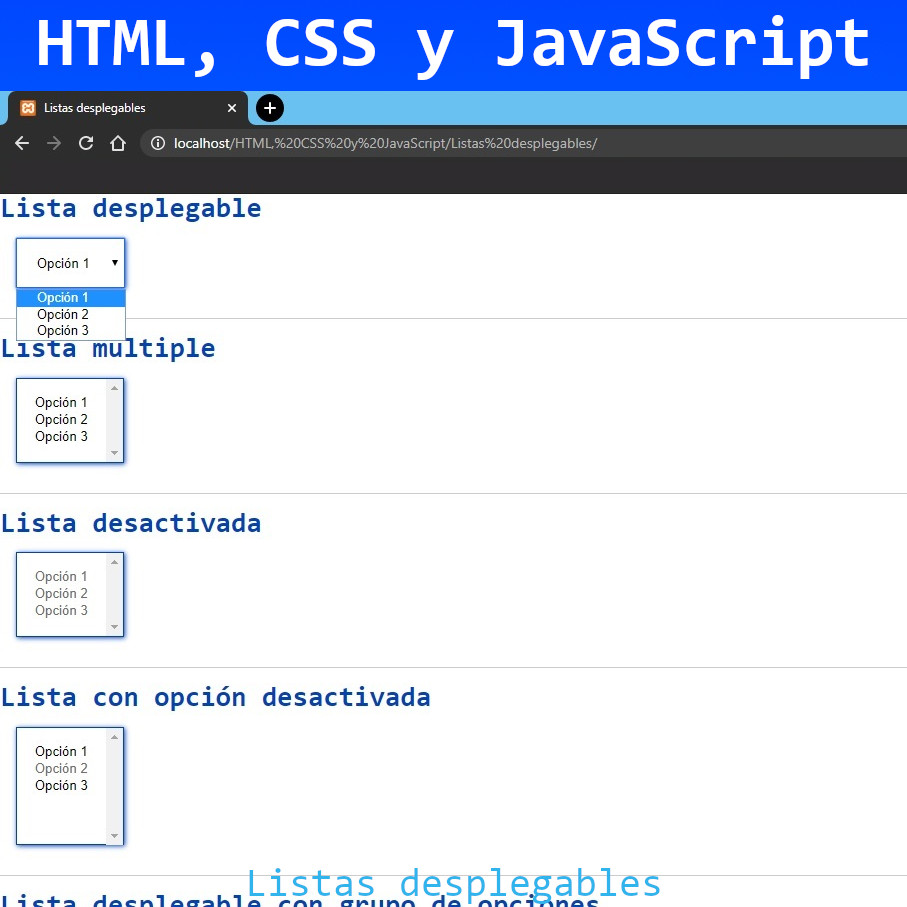 HTML, CSS y JavaScript
Listas desplegables
localhost/HTML,%20CSS%20y%20JavaScript/Listas%20desplegables/
Lista desplegable
Opción 1
Opción 1
Opción 2
Opción 3
Lista multiple
Opción 1
Opción 2
Opción 3
Lista desactivada
Opción 1
Opción 2
Opción 3
Lista con opción desactivada
Opción 1
Opción 2
Opción 3
Listas desplegables
Lista desplegable con grupo de opciones